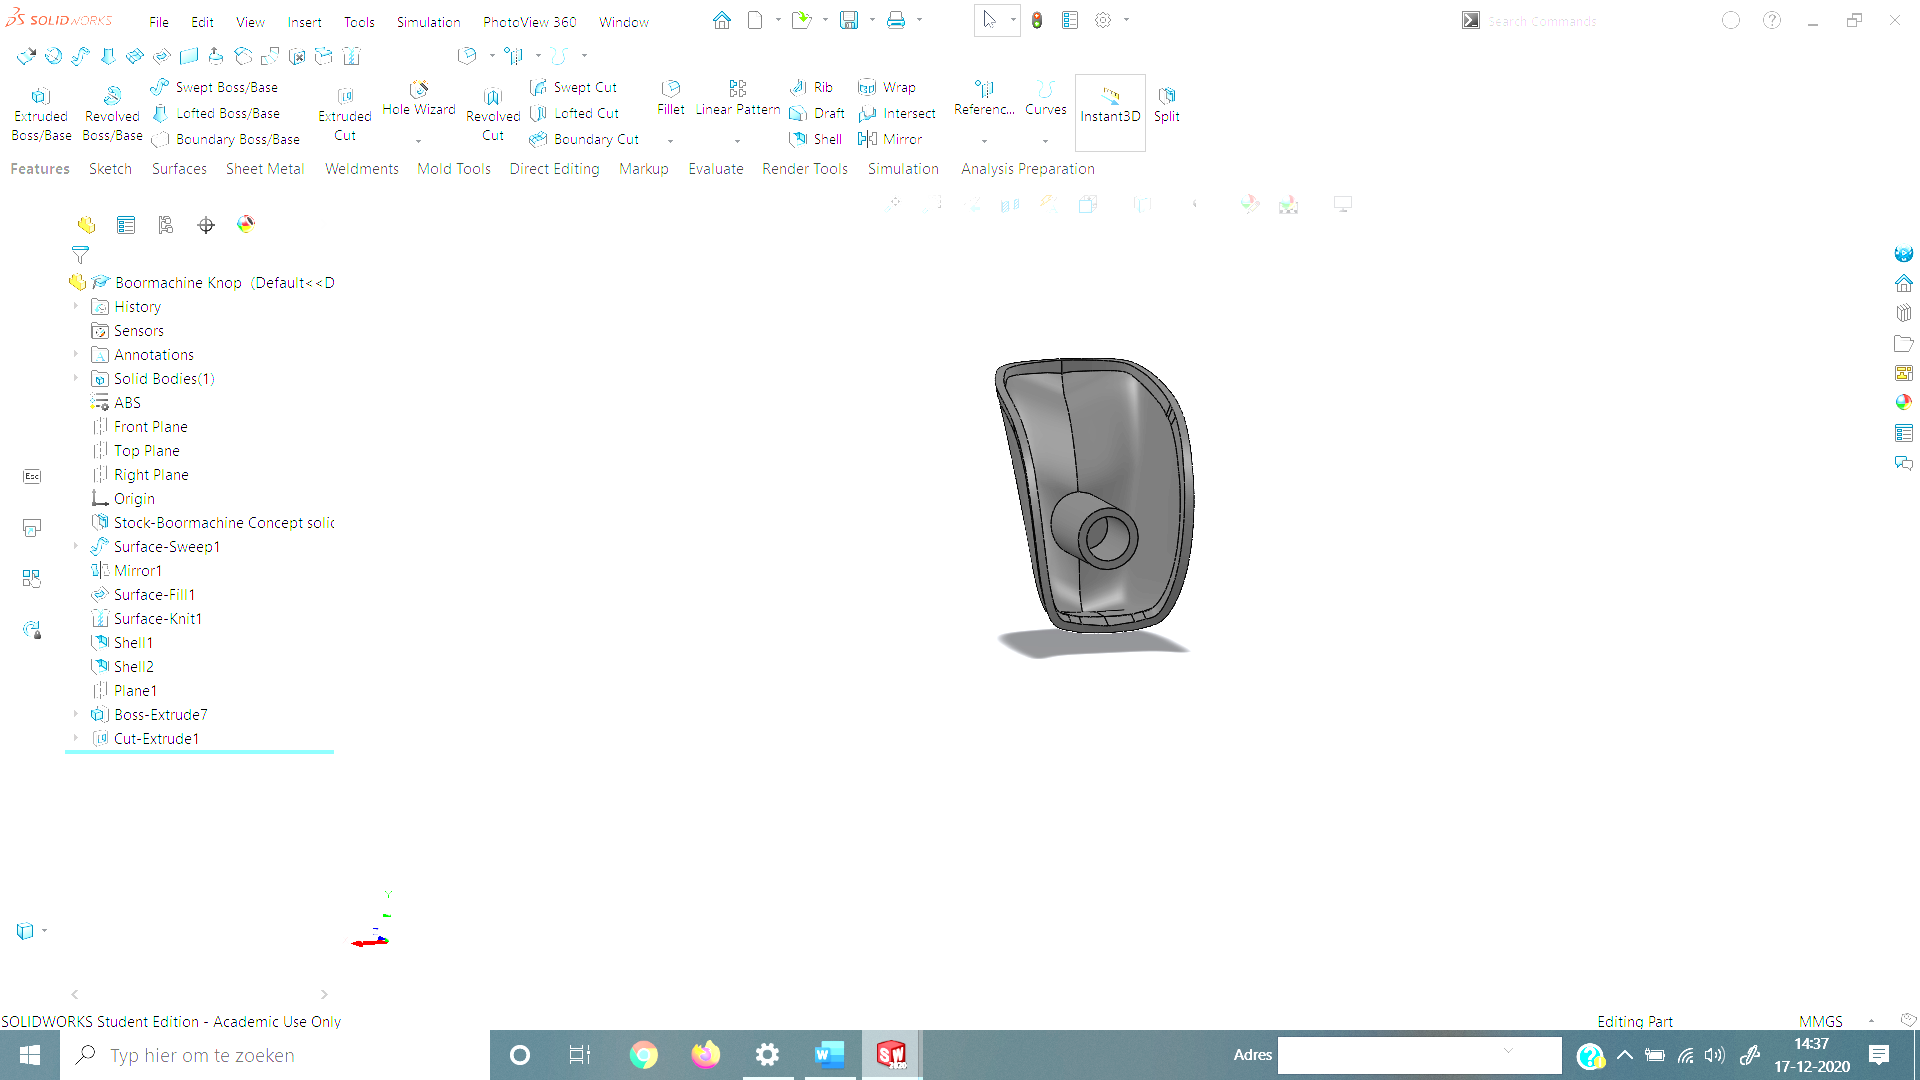 SOLIDWORKS File Edit View Insert Tools Simulation PhotoView 360 Window Search Commands
Swept Boss/Base Swept Cut Rib Wrap
Extruded Boss/Base Revolved Boss/Base Lofted Boss/Base Extruded Cut Hole Wizard Revolved Cut Lofted Cut Fillet Linear Pattern Draft Intersect Referenc... Curves Instant3D Split
Boundary Boss/Base Boundary Cut Shell Mirror
Features Sketch Surfaces Sheet Metal Weldments Mold Tools Direct Editing Markup Evaluate Render Tools Simulation Analysis Preparation
Boormachine Knop (Default<<D
History
Sensors
Annotations
Solid Bodies(1)
ABS
Front Plane
Top Plane
Right Plane
Esc
Origin
Stock-Boormachine Concept solid
Surface-Sweep1
Mirror1
Surface-Fill1
Surface-Knit1
Shell1
Shell2
Plane1
Boss-Extrude7
Cut-Extrude1
Y
SOLIDWORKS Student Edition - Academic Use Only Editing Part MMGS
Typ hier om te zoeken Adres 14:37
17-12-2020